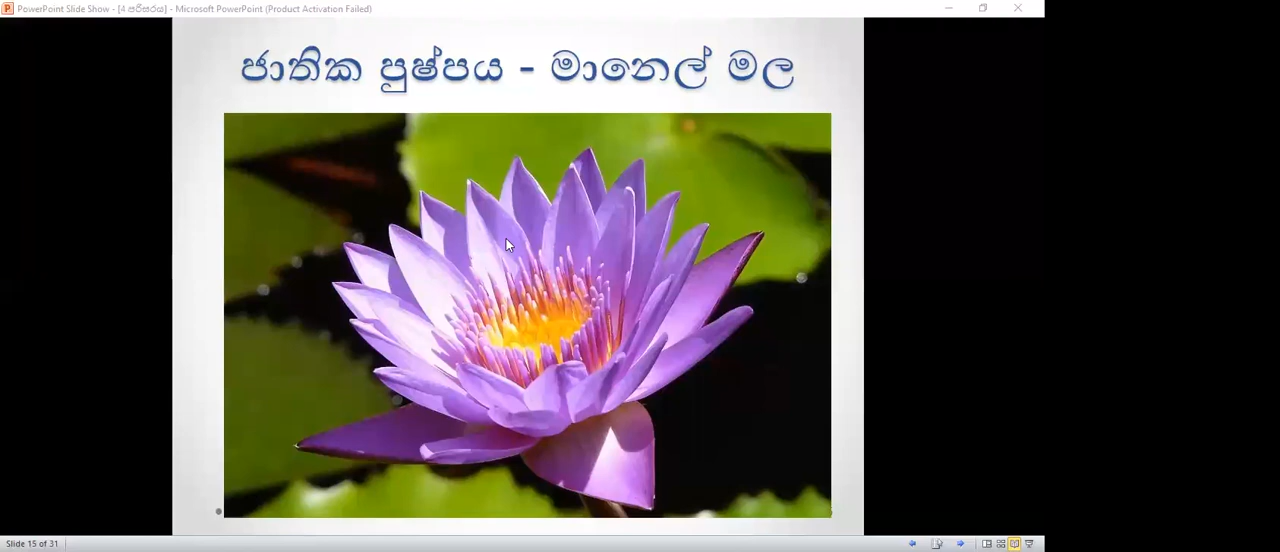 PowerPoint Slide Show - [4 පරිසරය] - Microsoft PowerPoint (Product Activation Failed)
ජාතික පුෂ්පය - මානෙල් මල
Slide 15 of 31